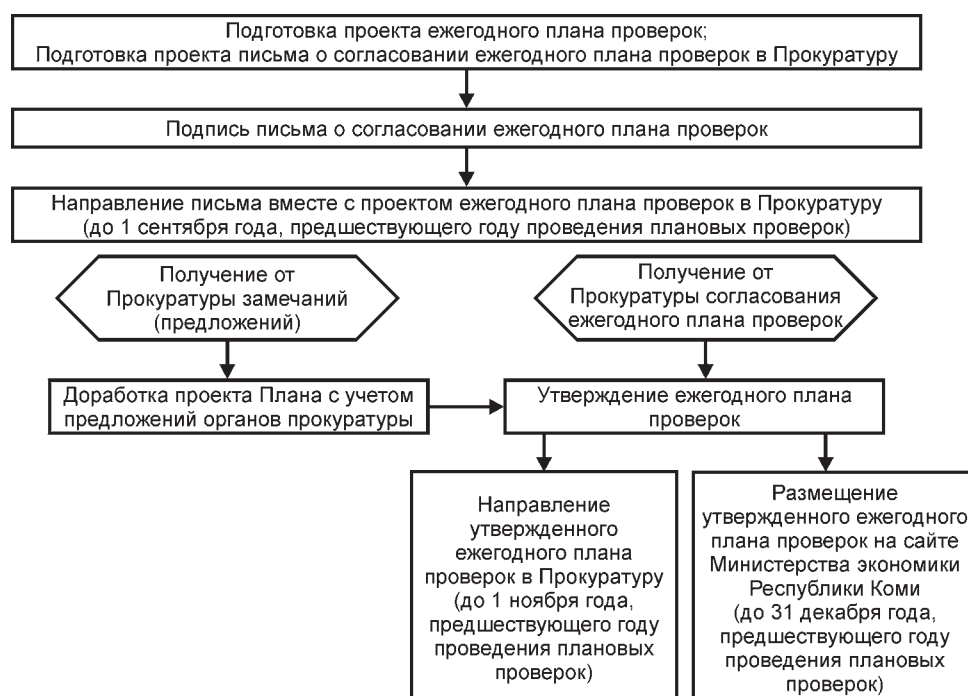 Подготовка проекта ежегодного плана проверок;
Подготовка проекта письма о согласовании ежегодного плана проверок в Прокуратуру
Подпись письма о согласовании ежегодного плана проверок
Направление письма вместе с проектом ежегодного плана проверок в Прокуратуру
(до 1 сентября года, предшествующего году проведения плановых проверок)
Получение от
Прокуратуры замечаний
(предложений)
Получение от
Прокуратуры согласования
ежегодного плана проверок
Доработка проекта Плана с учетом
предложений органов прокуратуры
Утверждение ежегодного плана
проверок
Направление
утвержденного
ежегодного плана
проверок в Прокуратуру
(до 1 ноября года,
предшествующего году
проведения плановых
проверок)
Размещение
утвержденного ежегодного
плана проверок на сайте
Министерства экономики
Республики Коми
(до 31 декабря года,
предшествующего году
проведения плановых
проверок)